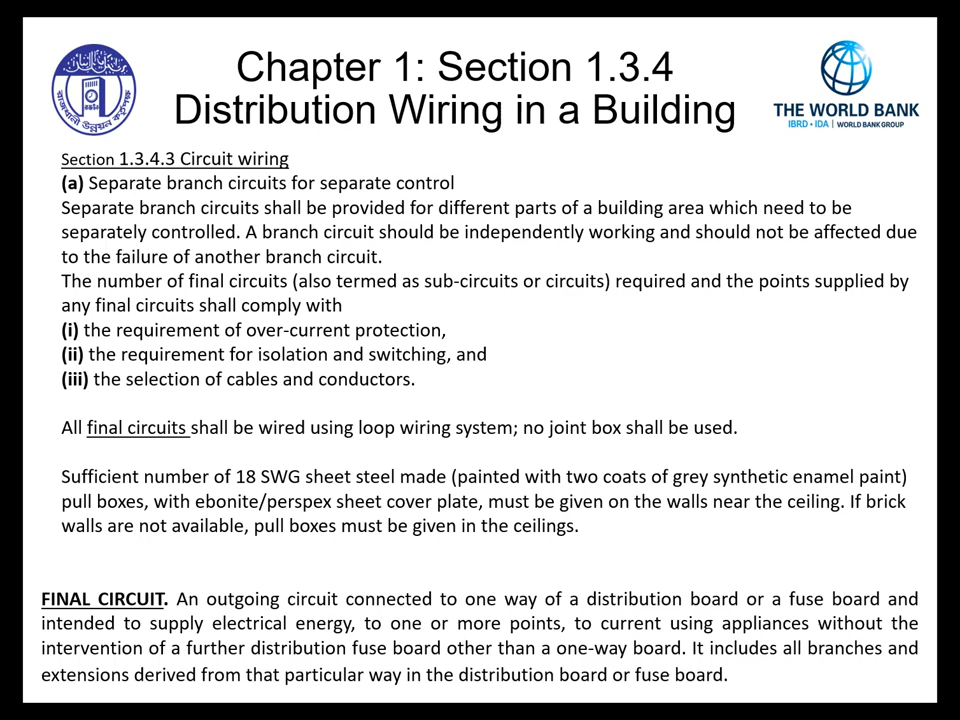 Chapter 1: Section 1.3.4
Distribution Wiring in a Building
THE WORLD BANK
IBRD • IDA | WORLD BANK GROUP
Section 1.3.4.3 Circuit wiring
(a) Separate branch circuits for separate control
Separate branch circuits shall be provided for different parts of a building area which need to be
separately controlled. A branch circuit should be independently working and should not be affected due
to the failure of another branch circuit.
The number of final circuits (also termed as sub-circuits or circuits) required and the points supplied by
any final circuits shall comply with
(i) the requirement of over-current protection,
(ii) the requirement for isolation and switching, and
(iii) the selection of cables and conductors.
All final circuits shall be wired using loop wiring system; no joint box shall be used.
Sufficient number of 18 SWG sheet steel made (painted with two coats of grey synthetic enamel paint)
pull boxes, with ebonite/perspex sheet cover plate, must be given on the walls near the ceiling. If brick
walls are not available, pull boxes must be given in the ceilings.
FINAL CIRCUIT. An outgoing circuit connected to one way of a distribution board or a fuse board and
intended to supply electrical energy, to one or more points, to current using appliances without the
intervention of a further distribution fuse board other than a one-way board. It includes all branches and
extensions derived from that particular way in the distribution board or fuse board.